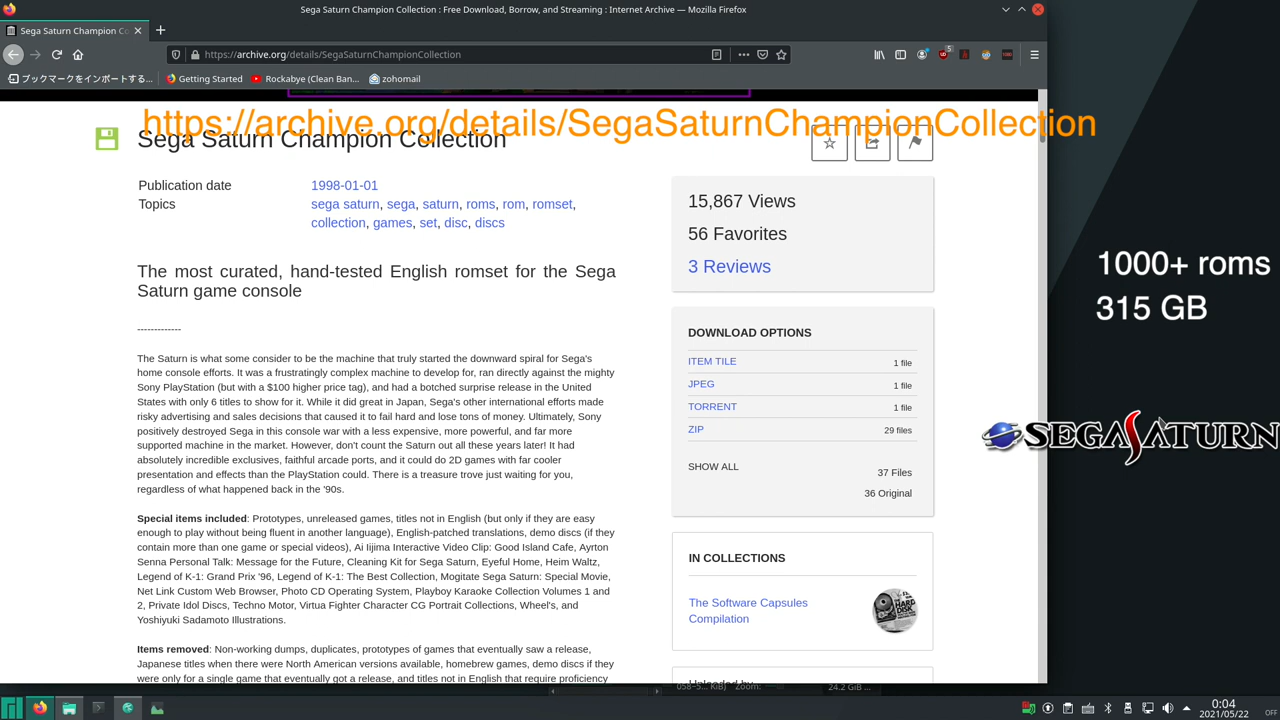 Sega Saturn Champion Collection : Free Download, Borrow, and Streaming : Internet Archive — Mozilla Firefox
Sega Saturn Champion Co
https://archive.org/details/SegaSaturnChampionCollection
5
ブックマークをインポートする...
Getting Started
Rockabye (Clean Ban...
zohomail
https://archive.org/details/SegaSaturnChampionCollection
Sega Saturn Champion Collection
Publication date 1998-01-01
Topics sega saturn, sega, saturn, roms, rom, romset,
collection, games, set, disc, discs
The most curated, hand-tested English romset for the Sega
Saturn game console
-------------
The Saturn is what some consider to be the machine that truly started the downward spiral for Sega's
home console efforts. It was a frustratingly complex machine to develop for, ran directly against the mighty
Sony PlayStation (but with a $100 higher price tag), and had a botched surprise release in the United
States with only 6 titles to show for it. While it did great in Japan, Sega's other international efforts made
risky advertising and sales decisions that caused it to fail hard and lose tons of money. Ultimately, Sony
positively destroyed Sega in this console war with a less expensive, more powerful, and far more
supported machine in the market. However, don't count the Saturn out all these years later! It had
absolutely incredible exclusives, faithful arcade ports, and it could do 2D games with far cooler
presentation and effects than the PlayStation could. There is a treasure trove just waiting for you,
regardless of what happened back in the '90s.
Special items included: Prototypes, unreleased games, titles not in English (but only if they are easy
enough to play without being fluent in another language), English-patched translations, demo discs (if they
contain more than one game or special videos), Ai Iijima Interactive Video Clip: Good Island Cafe, Ayrton
Senna Personal Talk: Message for the Future, Cleaning Kit for Sega Saturn, Eyeful Home, Heim Waltz,
Legend of K-1: Grand Prix '96, Legend of K-1: The Best Collection, Mogitate Sega Saturn: Special Movie,
Net Link Custom Web Browser, Photo CD Operating System, Playboy Karaoke Collection Volumes 1 and
2, Private Idol Discs, Techno Motor, Virtua Fighter Character CG Portrait Collections, Wheel's, and
Yoshiyuki Sadamoto Illustrations.
Items removed: Non-working dumps, duplicates, prototypes of games that eventually saw a release,
Japanese titles when there were North American versions available, homebrew games, demo discs if they
were only for a single game that eventually got a release, and titles not in English that require proficiency
15,867 Views
56 Favorites
3 Reviews
DOWNLOAD OPTIONS
ITEM TILE 1 file
JPEG 1 file
TORRENT 1 file
ZIP 29 files
SHOW ALL 37 Files
36 Original
IN COLLECTIONS
The Software Capsules
Compilation
HARD
DISC
Uploaded by
1000+ roms
315 GB
SEGA SATURN
KiB) Zoom:
24.2 GiB ...
0:04
2021/05/22
OFF